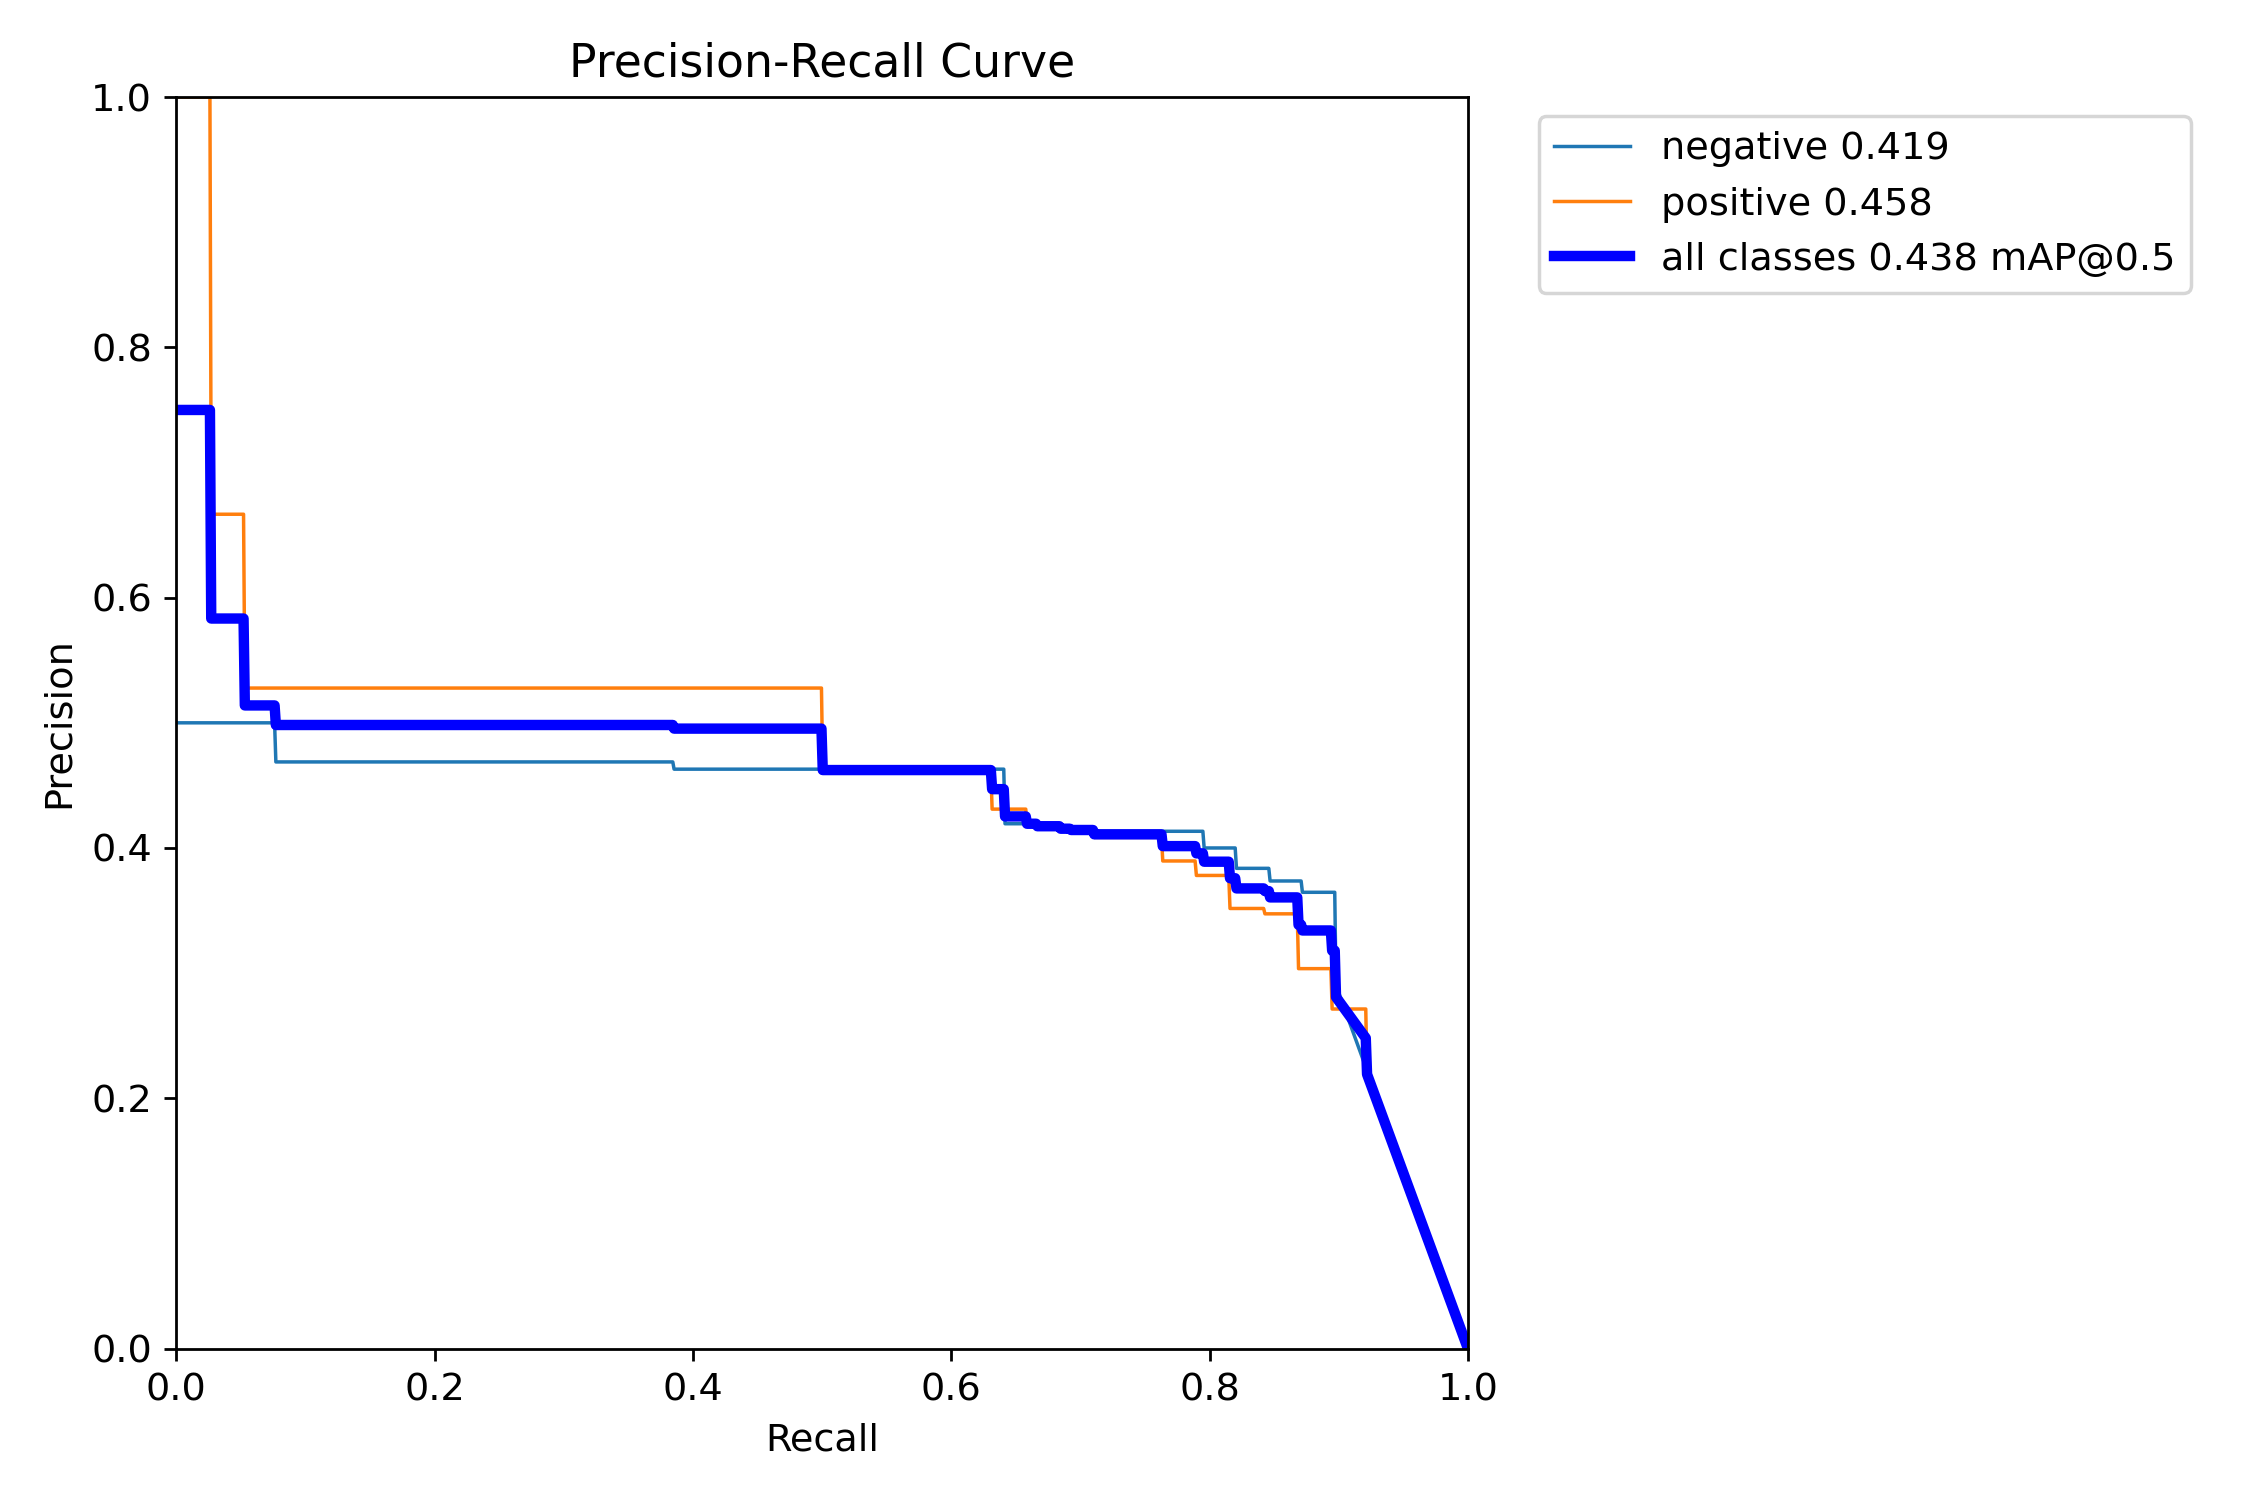 Precision-Recall Curve
1.0
0.8
0.6
0.4
0.2
0.0
Precision
0.0 0.2 0.4 0.6 0.8 1.0
Recall
negative 0.419
positive 0.458
all classes 0.438 mAP@0.5